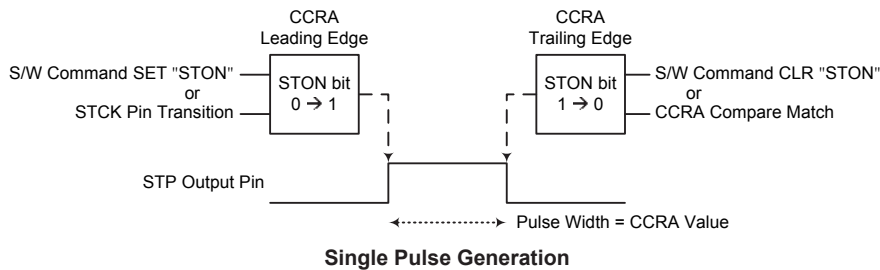 CCRA
Leading Edge
CCRA
Trailing Edge
S/W Command SET "STON"
or
STCK Pin Transition
STON bit
0 → 1
STON bit
1 → 0
S/W Command CLR "STON"
or
CCRA Compare Match
STP Output Pin
Pulse Width = CCRA Value
Single Pulse Generation